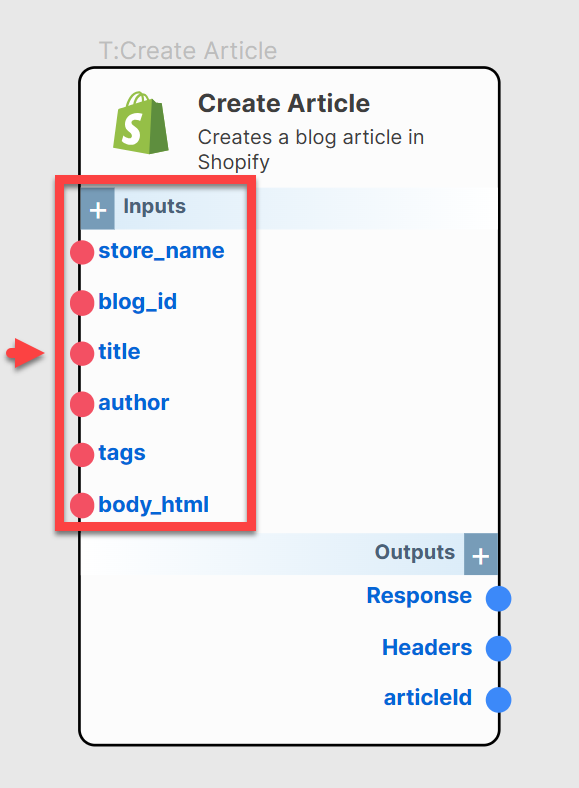 T:Create Article
Create Article
Creates a blog article in
Shopify
+ Inputs
store_name
blog_id
title
author
tags
body_html
Outputs +
Response
Headers
articleId